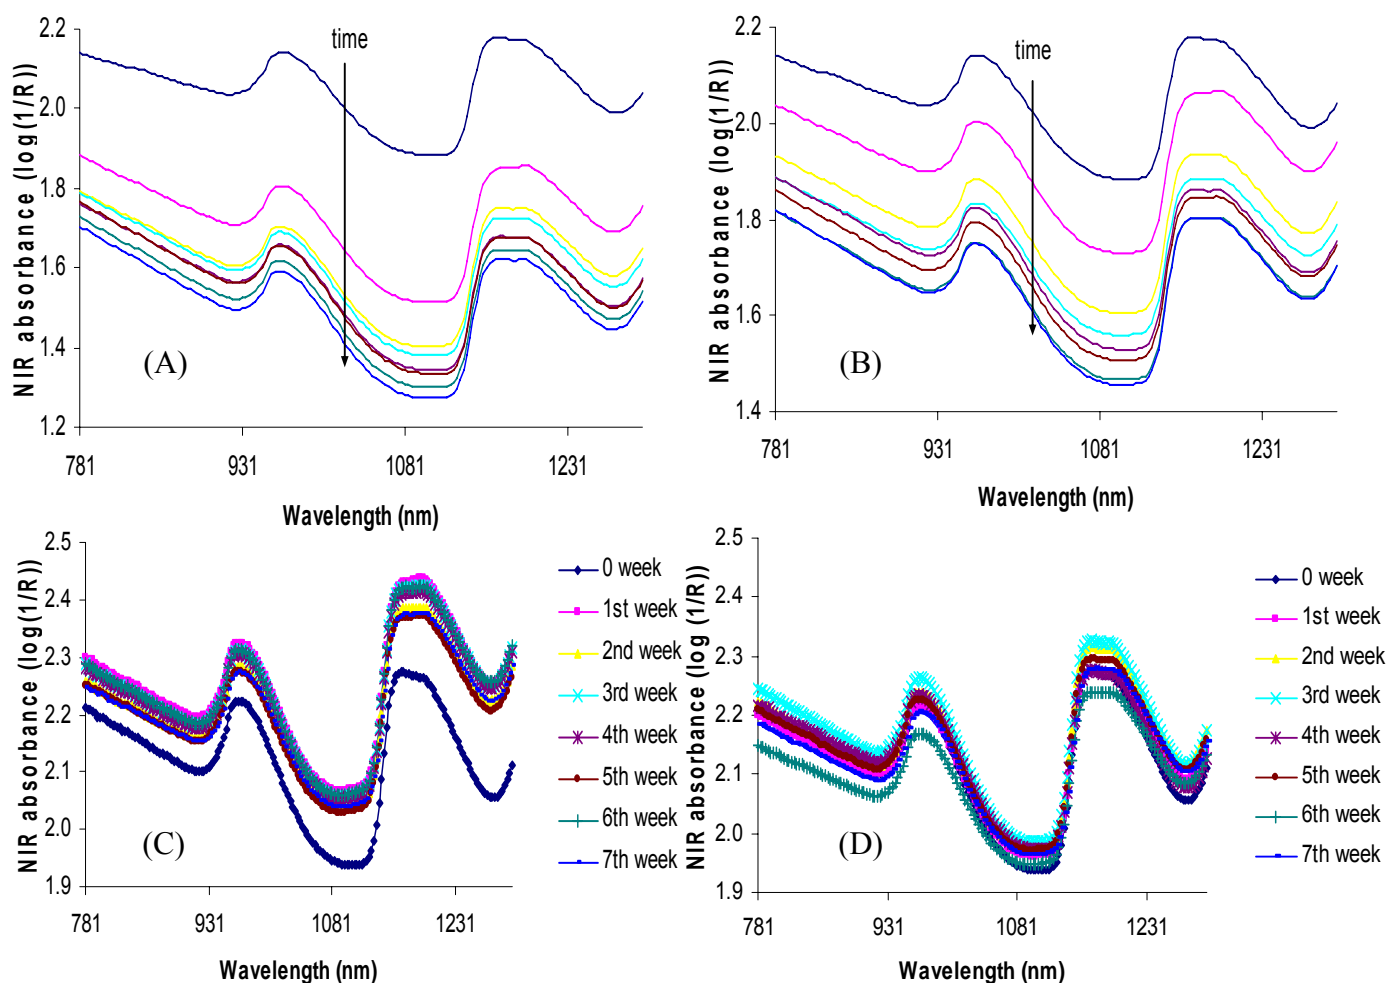 NIR absorbance (log(1/R))
2.2
2.0
1.8
1.6
1.4
1.2
time
(A)
781
931
1081
1231
Wavelength (nm)
NIR absorbance (log(1/R))
2.2
2.0
1.8
1.6
1.4
time
(B)
781
931
1081
1231
Wavelength (nm)
NIR absorbance (log (1/R))
2.5
2.4
2.3
2.2
2.1
2.0
1.9
(C)
781
931
1081
1231
Wavelength (nm)
0 week
1st week
2nd week
3rd week
4th week
5th week
6th week
7th week
NIR absorbance (log (1/R))
2.5
2.4
2.3
2.2
2.1
2.0
1.9
(D)
781
931
1081
1231
Wavelength (nm)
0 week
1st week
2nd week
3rd week
4th week
5th week
6th week
7th week